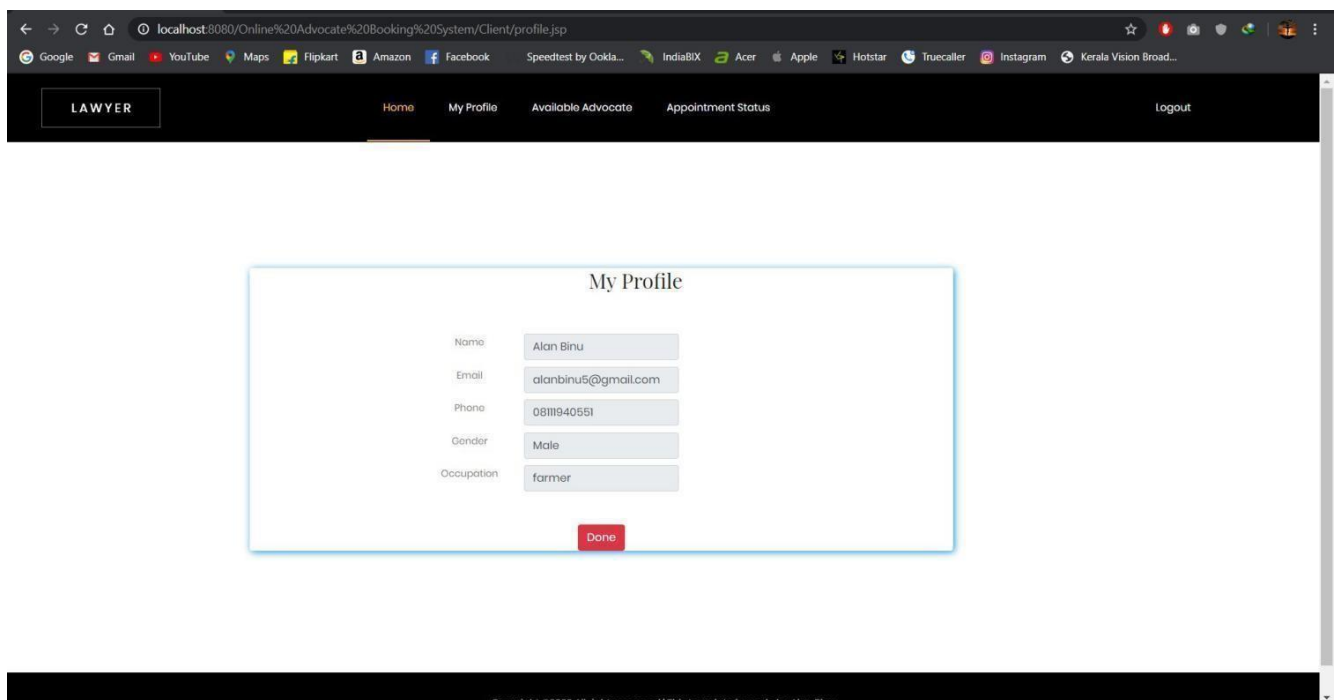 localhost:8080/Online%20Advocate%20Booking%20System/Client/profile.jsp
Google Gmail YouTube Maps Flipkart Amazon Facebook Speedtest by Ookla... IndiaBIX Acer Apple Hotstar Truecaller Instagram Kerala Vision Broad...
LAWYER Home My Profile Available Advocate Appointment Status Logout
My Profile
Name Alan Binu
Email alanbinu5@gmail.com
Phone 08111940551
Gender Male
Occupation farmer
Done